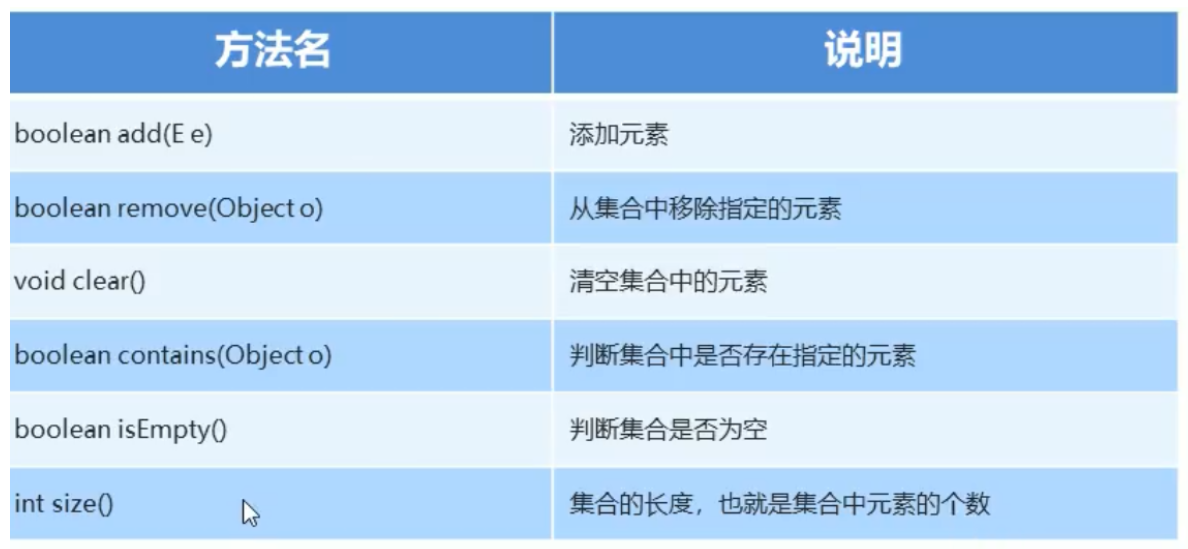 方法名 说明
boolean add(E e) 添加元素
boolean remove(Object o) 从集合中移除指定的元素
void clear() 清空集合中的元素
boolean contains(Object o) 判断集合中是否存在指定的元素
boolean isEmpty() 判断集合是否为空
int size() 集合的长度，也就是集合中元素的个数